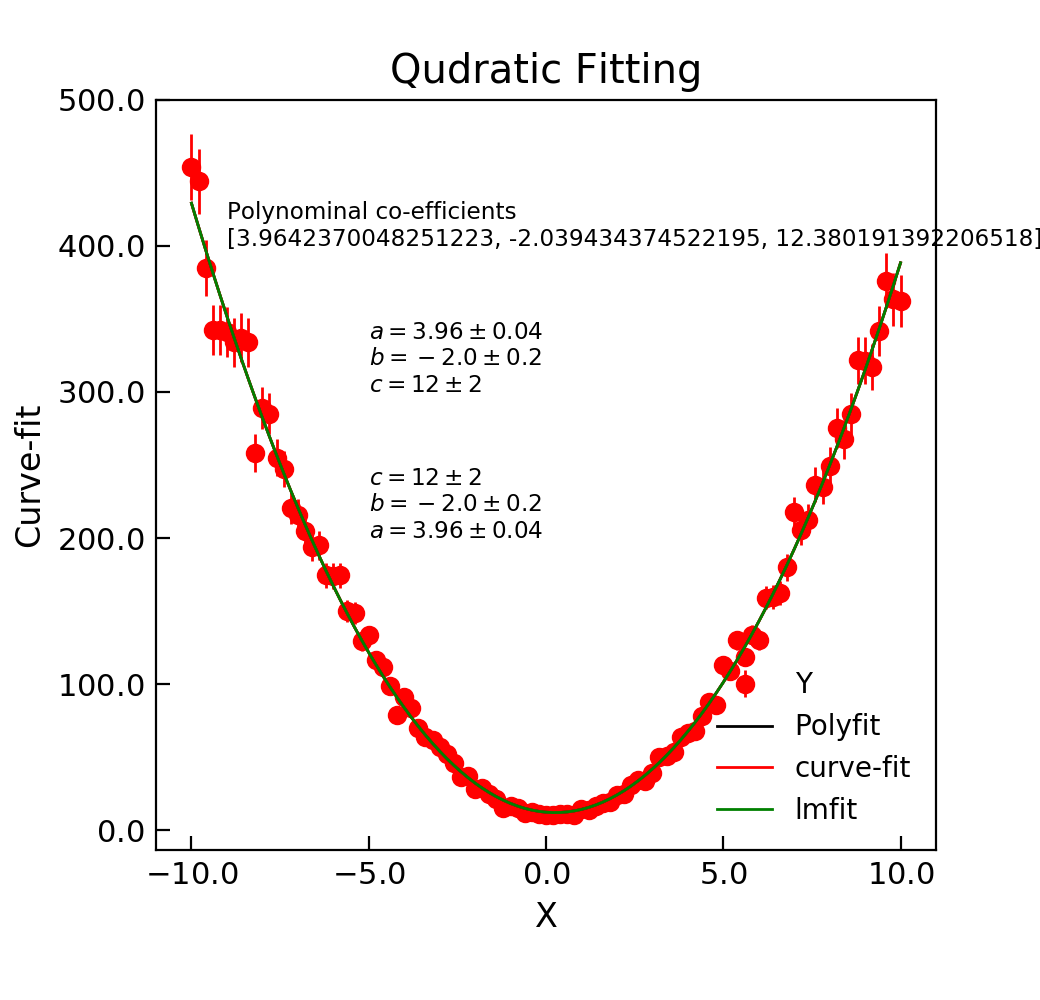 Qudratic Fitting
500.0
400.0
300.0
200.0
100.0
0.0
Curve-fit
Polynominal co-efficients
[3.9642370048251223, -2.039434374522195, 12.380191392206518]
a = 3.96 ± 0.04
b = − 2.0 ± 0.2
c = 12 ± 2
c = 12 ± 2
b = − 2.0 ± 0.2
a = 3.96 ± 0.04
Y
Polyfit
curve-fit
lmfit
−10.0 −5.0 0.0 5.0 10.0
X